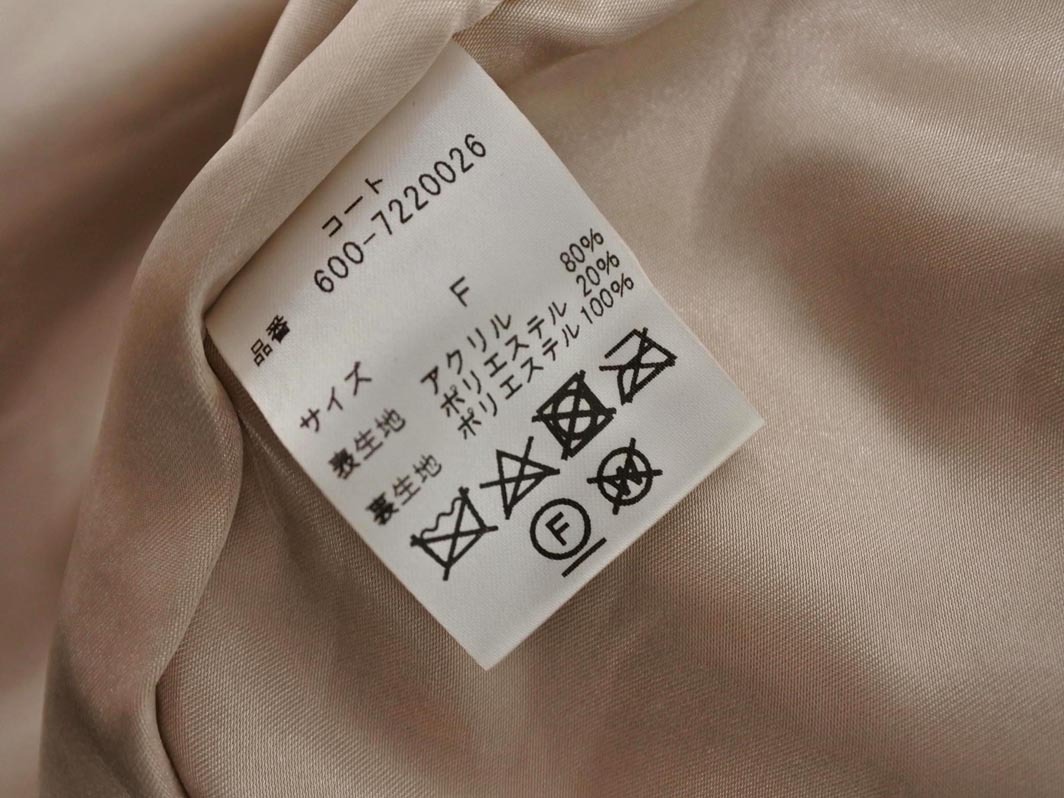 コート
品番 600-7220026
サイズ F
表生地 アクリル 80%
ポリエステル 20%
裏生地 ポリエステル 100%
F
W